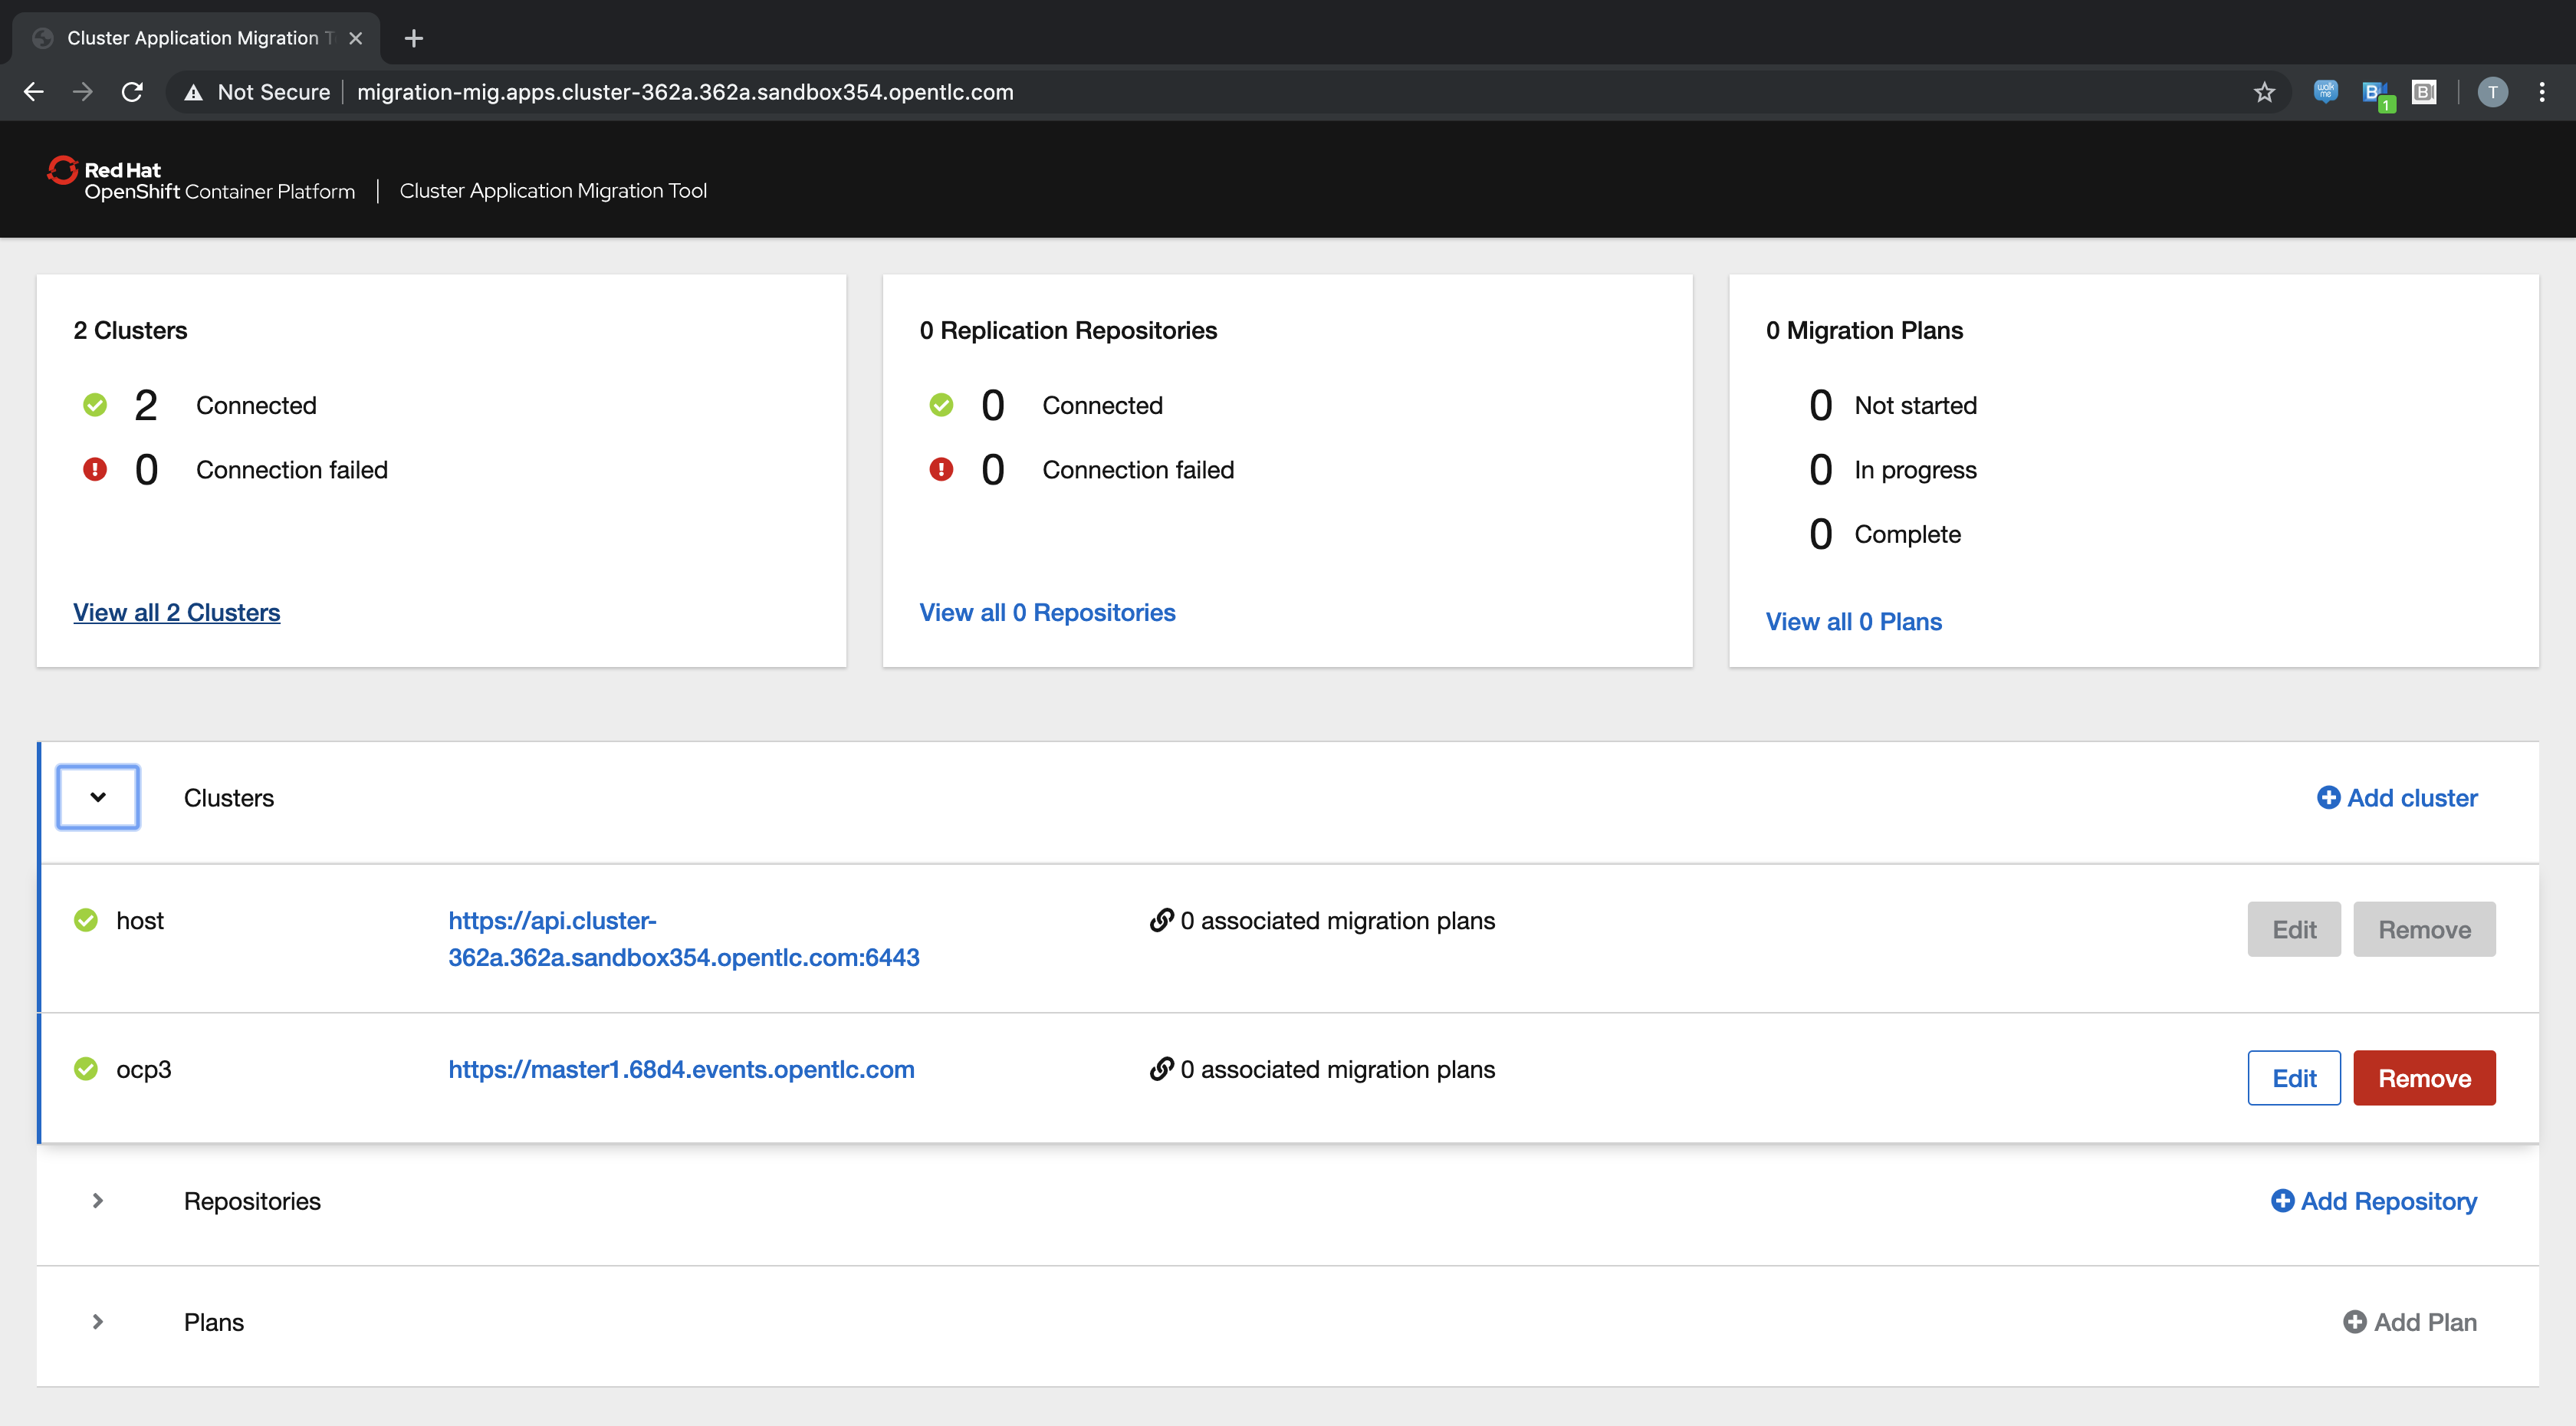 Cluster Application Migration T
Not Secure
migration-mig.apps.cluster-362a.362a.sandbox354.opentlc.com
walk
me
B
1
B
T
Red Hat
OpenShift Container Platform
Cluster Application Migration Tool
2 Clusters
2 Connected
0 Connection failed
View all 2 Clusters
0 Replication Repositories
0 Connected
0 Connection failed
View all 0 Repositories
0 Migration Plans
0 Not started
0 In progress
0 Complete
View all 0 Plans
Clusters
Add cluster
host
https://api.cluster-
362a.362a.sandbox354.opentlc.com:6443
0 associated migration plans
Edit
Remove
ocp3
https://master1.68d4.events.opentlc.com
0 associated migration plans
Edit
Remove
Repositories
Add Repository
Plans
Add Plan